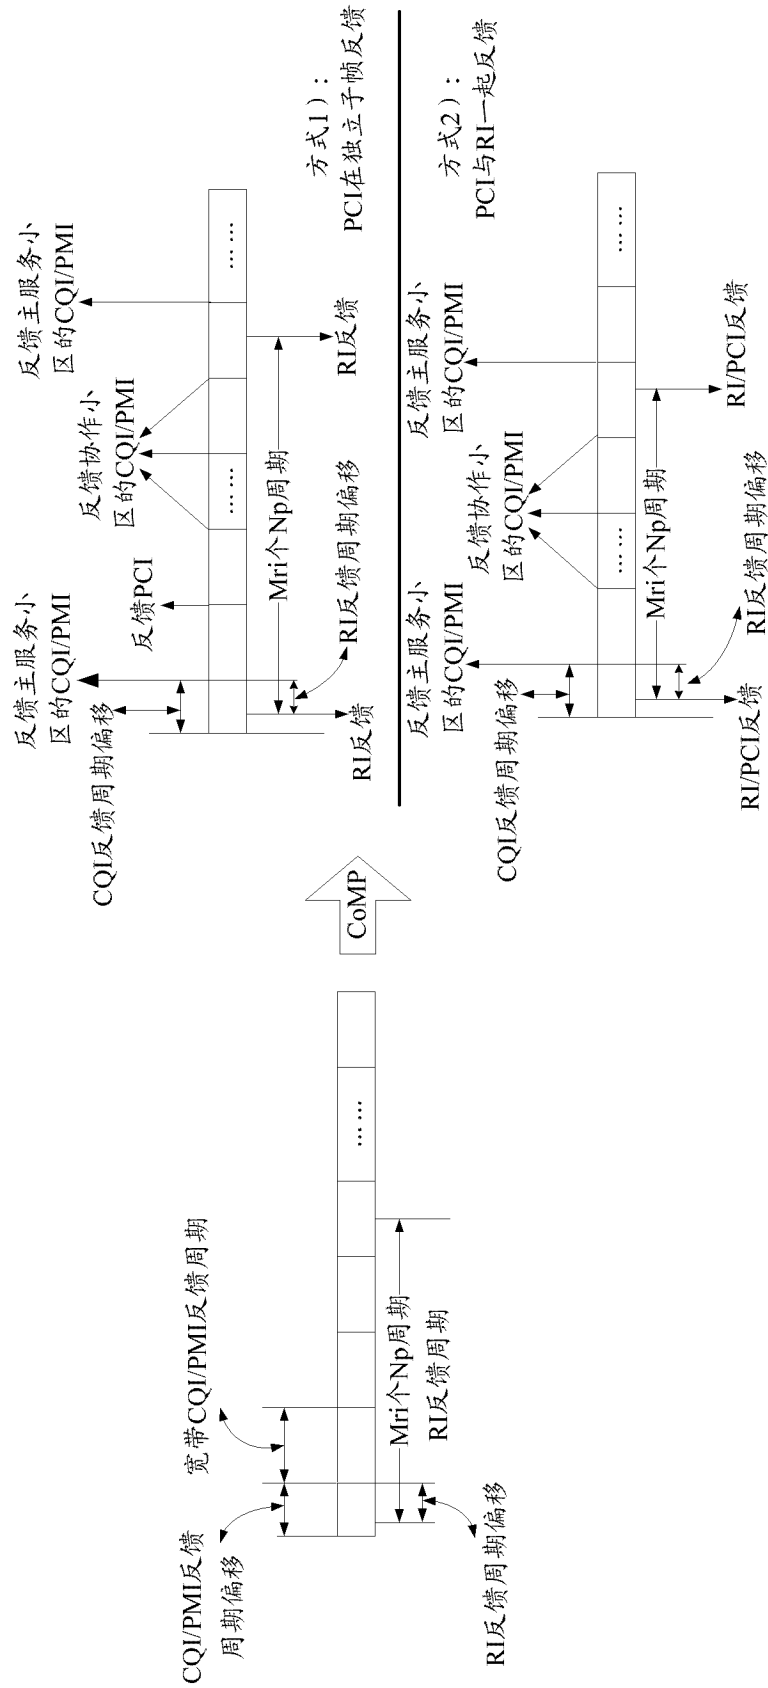 CQI/PMI反馈
周期偏移
宽带CQI/PMI反馈周期
……
Mri个Np周期
RI反馈周期
RI反馈周期偏移
CoMP
反馈主服务小
区的CQI/PMI
CQI反馈周期偏移
反馈PCI
反馈协作小
区的CQI/PMI
反馈主服务小
区的CQI/PMI
……
……
Mri个Np周期
RI反馈
RI反馈周期偏移
RI反馈
方式1）：
PCI在独立子帧反馈
反馈主服务小
区的CQI/PMI
CQI反馈周期偏移
反馈协作小
区的CQI/PMI
反馈主服务小
区的CQI/PMI
……
……
Mri个Np周期
RI/PCI反馈
RI反馈周期偏移
RI/PCI反馈
方式2）：
PCI与RI一起反馈